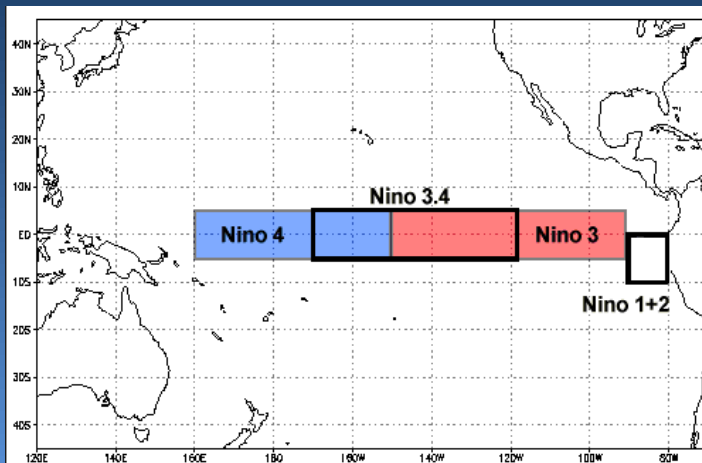 40N
30N
20N
10N
EQ
10S
20S
30S
40S
120E
140E
160E
180
160W
140W
120W
100W
80W
Nino 3.4
Nino 4
Nino 3
Nino 1+2